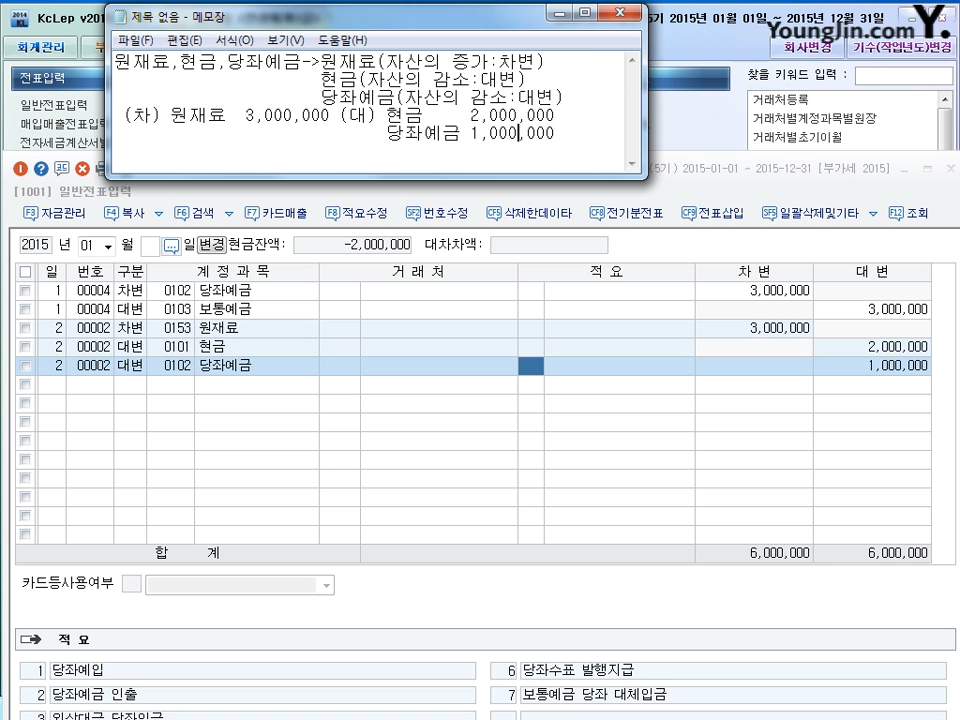 KcLep v20
제목 없음 - 메모장
5기 2015년 01월 01일 ~ 2015년 12월 31일
YoungJin.com Y.
회계관리
회사변경
기수(작업년도)변경
파일(F) 편집(E) 서식(O) 보기(V) 도움말(H)
원재료,현금,당좌예금->원재료(자산의 증가:차변)
현금(자산의 감소:대변)
당좌예금(자산의 감소:대변)
(차) 원재료 3,000,000 (대) 현금 2,000,000
당좌예금 1,000,000
전표입력
일반전표입력
매입매출전표입력
전자세금계산서발
찾을 키워드 입력 :
거래처등록
거래처별계정과목별원장
거래처별초기이월
(5기) 2015-01-01 ~ 2015-12-31 [부가세 2015]
[1001] 일반전표입력
F3 자금관리 F4 복사 F6 검색 F7 카드매출 F8 적요수정 SF2 번호수정 CF5 삭제한데이타 CF8 전기분전표 CF9 전표삽입 SF5 일괄삭제및기타 F12 조회
2015 년 01 월 일 변경 현금잔액: -2,000,000 대차차액:
일 번호 구분 계 정 과 목 거 래 처 적 요 차 변 대 변
1 00004 차변 0102 당좌예금 3,000,000
1 00004 대변 0103 보통예금 3,000,000
2 00002 차변 0153 원재료 3,000,000
2 00002 대변 0101 현금 2,000,000
2 00002 대변 0102 당좌예금 1,000,000
합 계 6,000,000 6,000,000
카드등사용여부
적 요
1 당좌예입 6 당좌수표 발행지급
2 당좌예금 인출 7 보통예금 당좌 대체입금
3 외상대금 당좌입금